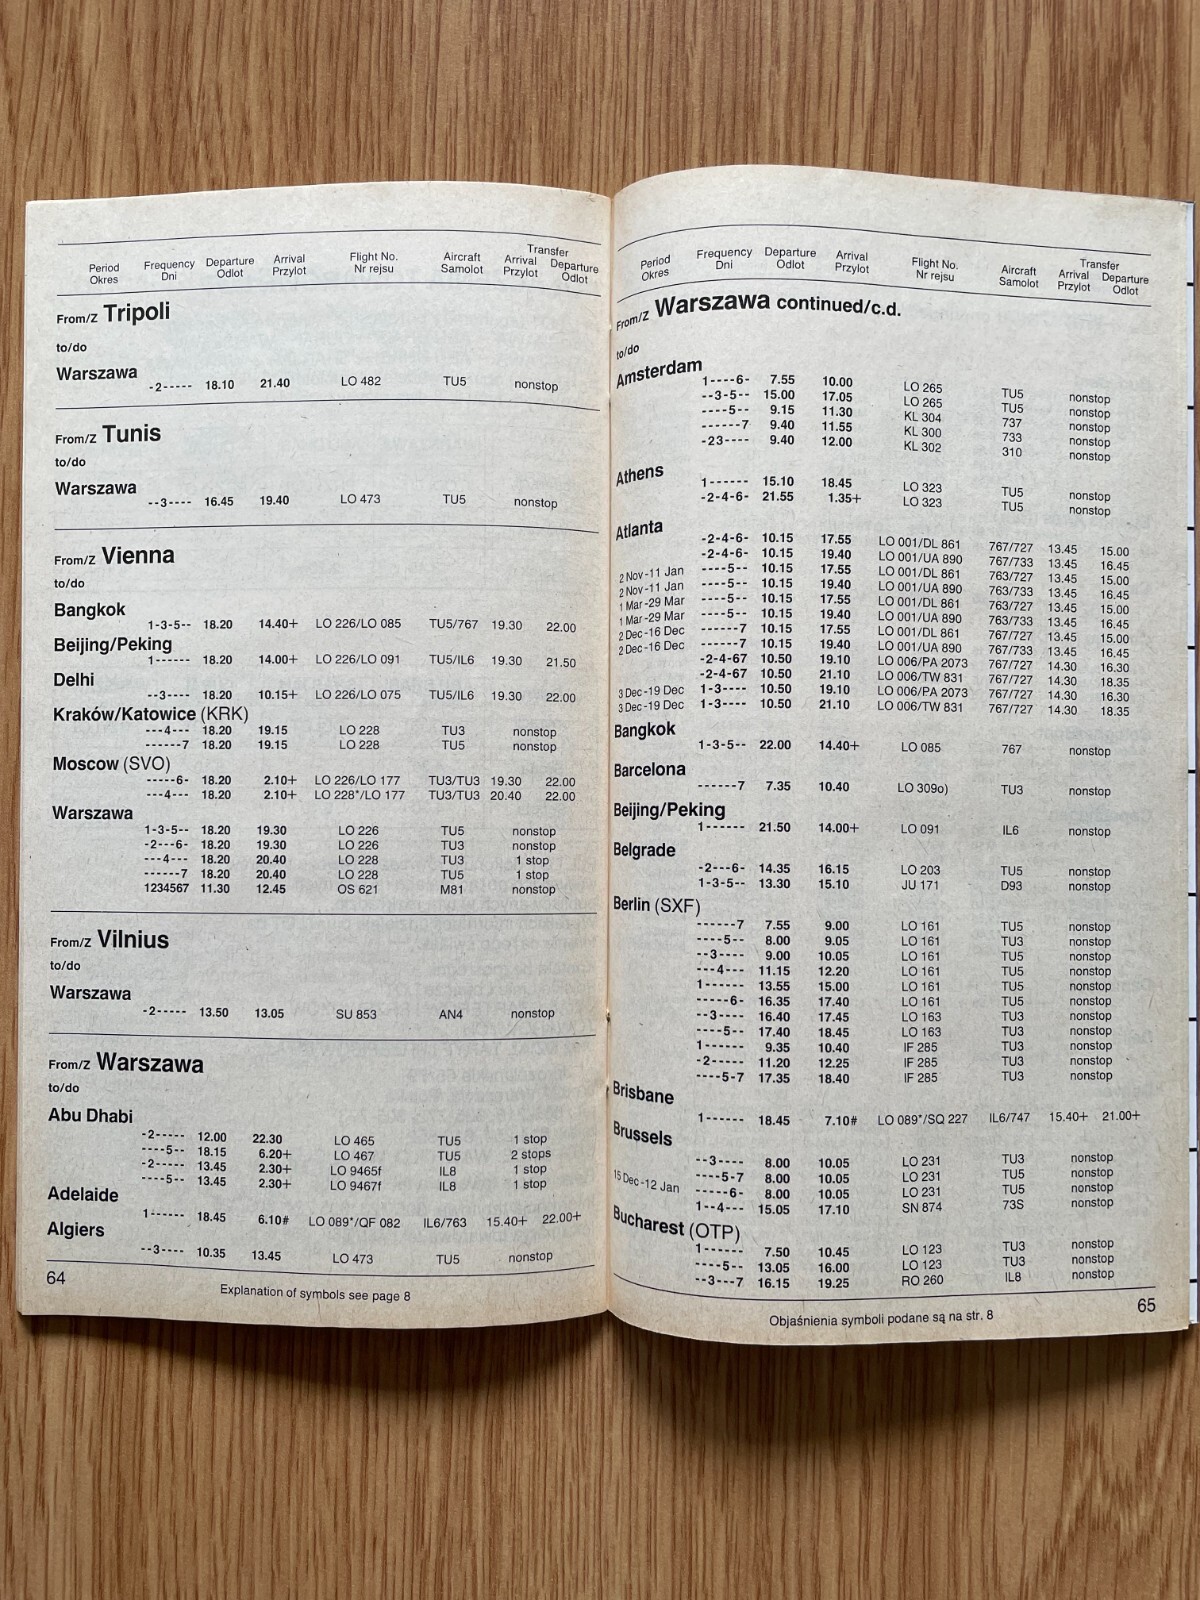 Period Frequency Departure Arrival Flight No. Aircraft Transfer
Okres Dni Odlot Przylot Nr rejsu Samolot Arrival Departure
Przylot Odlot
From/Z Tripoli
to/do
Warszawa
-2----- 18.10 21.40 LO 482 TU5 nonstop
From/Z Tunis
to/do
Warszawa
--3---- 16.45 19.40 LO 473 TU5 nonstop
From/Z Vienna
to/do
Bangkok
1-3-5-- 18.20 14.40+ LO 226/LO 085 TU5/767 19.30 22.00
Beijing/Peking
1------ 18.20 14.00+ LO 226/LO 091 TU5/IL6 19.30 21.50
Delhi
--3---- 18.20 10.15+ LO 226/LO 075 TU5/IL6 19.30 22.00
Kraków/Katowice (KRK)
---4--- 18.20 19.15 LO 228 TU3 nonstop
------7 18.20 19.15 LO 228 TU5 nonstop
Moscow (SVO)
-----6- 18.20 2.10+ LO 226/LO 177 TU3/TU3 19.30 22.00
---4--- 18.20 2.10+ LO 228*/LO 177 TU3/TU3 20.40 22.00
Warszawa
1-3-5-- 18.20 19.30 LO 226 TU5 nonstop
-2---6- 18.20 19.30 LO 226 TU3 nonstop
---4--- 18.20 20.40 LO 228 TU3 1 stop
------7 18.20 20.40 LO 228 TU5 1 stop
1234567 11.30 12.45 OS 621 M81 nonstop
From/Z Vilnius
to/do
Warszawa
-2----- 13.50 13.05 SU 853 AN4 nonstop
From/Z Warszawa
to/do
Abu Dhabi
-2----- 12.00 22.30 LO 465 TU5 1 stop
----5-- 18.15 6.20+ LO 467 TU5 2 stops
-2----- 13.45 2.30+ LO 9465f IL8 1 stop
----5-- 13.45 2.30+ LO 9467f IL8 1 stop
Adelaide
1------ 18.45 6.10# LO 089*/QF 082 IL6/763 15.40+ 22.00+
Algiers
--3---- 10.35 13.45 LO 473 TU5 nonstop
64
Explanation of symbols see page 8
Period Frequency Departure Arrival Flight No. Aircraft Transfer
Okres Dni Odlot Przylot Nr rejsu Samolot Arrival Departure
Przylot Odlot
From/Z Warszawa continued/c.d.
to/do
Amsterdam
1----6- 7.55 10.00 LO 265 TU5 nonstop
--3-5-- 15.00 17.05 LO 265 TU5 nonstop
----5-- 9.15 11.30 KL 304 737 nonstop
------7 9.40 11.55 KL 300 733 nonstop
-23---- 9.40 12.00 KL 302 310 nonstop
Athens
1------ 15.10 18.45 LO 323 TU5 nonstop
-2-4-6- 21.55 1.35+ LO 323 TU5 nonstop
Atlanta
-2-4-6- 10.15 17.55 LO 001/DL 861 767/727 13.45 15.00
-2-4-6- 10.15 19.40 LO 001/UA 890 767/733 13.45 16.45
2 Nov-11 Jan ----5-- 10.15 17.55 LO 001/DL 861 763/727 13.45 15.00
2 Nov-11 Jan ----5-- 10.15 19.40 LO 001/UA 890 763/733 13.45 16.45
1 Mar-29 Mar ----5-- 10.15 17.55 LO 001/DL 861 763/727 13.45 15.00
1 Mar-29 Mar ----5-- 10.15 19.40 LO 001/UA 890 763/733 13.45 16.45
2 Dec-16 Dec ------7 10.15 17.55 LO 001/DL 861 767/727 13.45 15.00
2 Dec-16 Dec ------7 10.15 19.40 LO 001/UA 890 767/733 13.45 16.45
-2-4-67 10.50 19.10 LO 006/PA 2073 767/727 14.30 16.30
-2-4-67 10.50 21.10 LO 006/TW 831 767/727 14.30 18.35
3 Dec-19 Dec 1-3---- 10.50 19.10 LO 006/PA 2073 767/727 14.30 16.30
3 Dec-19 Dec 1-3---- 10.50 21.10 LO 006/TW 831 767/727 14.30 18.35
Bangkok
1-3-5-- 22.00 14.40+ LO 085 767 nonstop
Barcelona
------7 7.35 10.40 LO 309o) TU3 nonstop
Beijing/Peking
1------ 21.50 14.00+ LO 091 IL6 nonstop
Belgrade
-2---6- 14.35 16.15 LO 203 TU5 nonstop
1-3-5-- 13.30 15.10 JU 171 D93 nonstop
Berlin (SXF)
------7 7.55 9.00 LO 161 TU5 nonstop
----5-- 8.00 9.05 LO 161 TU3 nonstop
--3---- 9.00 10.05 LO 161 TU5 nonstop
---4--- 11.15 12.20 LO 161 TU5 nonstop
1------ 13.55 15.00 LO 161 TU5 nonstop
-----6- 16.35 17.40 LO 161 TU5 nonstop
--3---- 16.40 17.45 LO 163 TU3 nonstop
----5-- 17.40 18.45 LO 163 TU3 nonstop
1------ 9.35 10.40 IF 285 TU3 nonstop
-2----- 11.20 12.25 IF 285 TU3 nonstop
----5-7 17.35 18.40 IF 285 TU3 nonstop
Brisbane
1------ 18.45 7.10# LO 089*/SQ 227 IL6/747 15.40+ 21.00+
Brussels
--3---- 8.00 10.05 LO 231 TU3 nonstop
----5-7 8.00 10.05 LO 231 TU5 nonstop
15 Dec-12 Jan -----6- 8.00 10.05 LO 231 TU5 nonstop
1--4--- 15.05 17.10 SN 874 73S nonstop
Bucharest (OTP)
1------ 7.50 10.45 LO 123 TU3 nonstop
----5-- 13.05 16.00 LO 123 TU3 nonstop
--3---7 16.15 19.25 RO 260 IL8 nonstop
Objaśnienia symboli podane są na str. 8
65